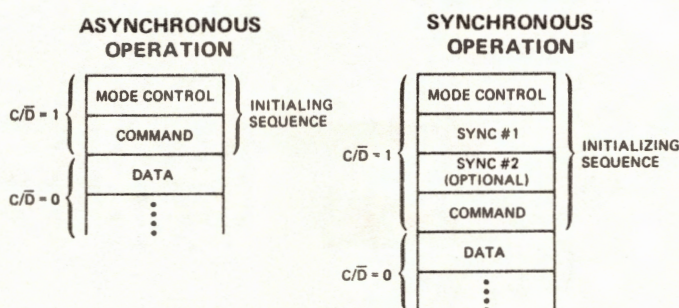 ASYNCHRONOUS
OPERATION
C/D̅ = 1
MODE CONTROL
COMMAND
INITIALING
SEQUENCE
C/D̅ = 0
DATA
SYNCHRONOUS
OPERATION
C/D̅ = 1
MODE CONTROL
SYNC #1
SYNC #2
(OPTIONAL)
COMMAND
INITIALIZING
SEQUENCE
C/D̅ = 0
DATA